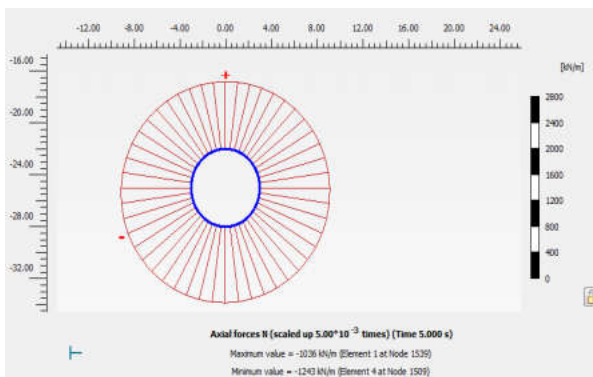 -12.00 -8.00 -4.00 0.00 4.00 8.00 12.00 16.00 20.00 24.00
-16.00
[kN/m]
2800
-20.00
2400
2000
-24.00
1600
1200
-28.00
800
400
-32.00
0
Axial forces N (scaled up 5.00*10 -3 times) (Time 5.000 s)
Maximum value = -1036 kN/m (Element 1 at Node 1539)
Minimum value = -1243 kN/m (Element 4 at Node 1509)